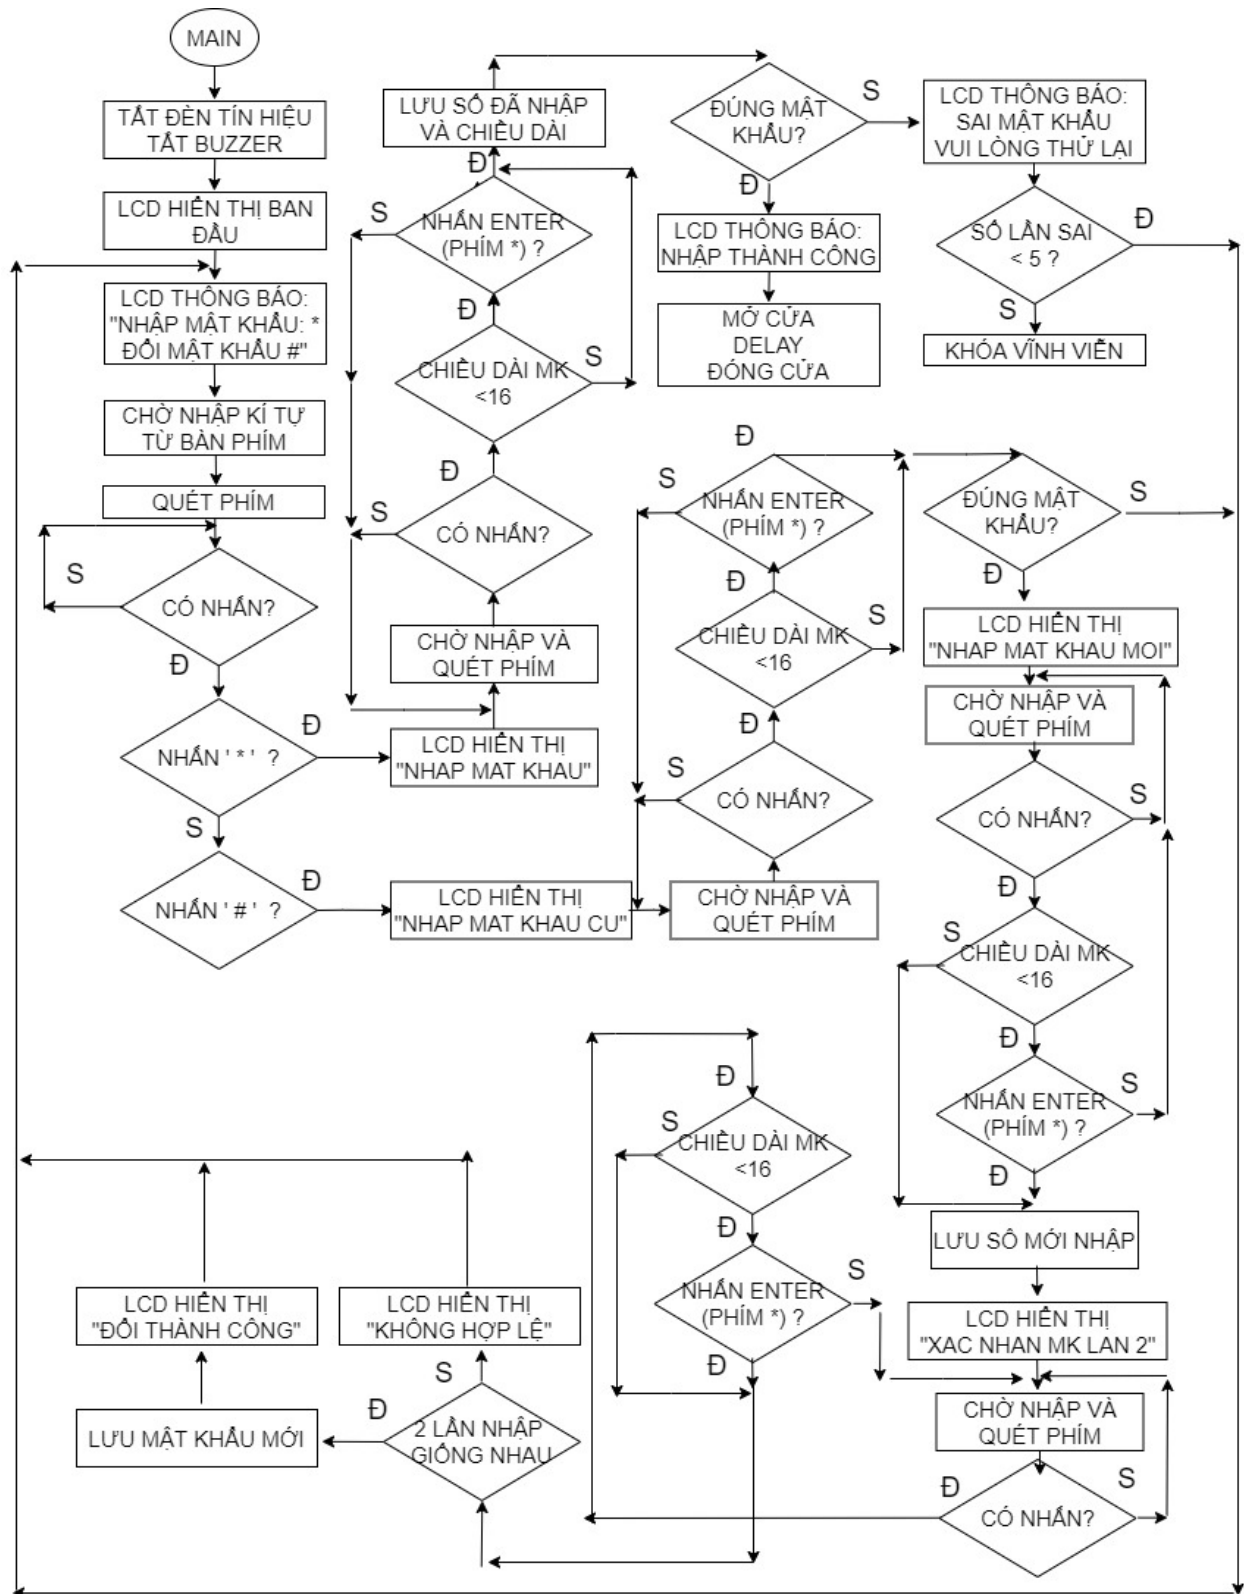 MAIN
TẮT ĐÈN TÍN HIỆU
TẮT BUZZER
LCD HIỂN THỊ BAN
ĐẦU
LCD THÔNG BÁO:
"NHẬP MẬT KHẨU: *
ĐỔI MẬT KHẨU #"
CHỜ NHẬP KÍ TỰ
TỪ BÀN PHÍM
QUÉT PHÍM
S
CÓ NHẤN?
Đ
NHẤN ' * ' ?
Đ
S
NHẤN ' # ' ?
Đ
LCD HIỂN THỊ
"NHAP MAT KHAU"
CHỜ NHẬP VÀ
QUÉT PHÍM
CÓ NHẤN?
S
Đ
CHIỀU DÀI MK
<16
S
Đ
NHẤN ENTER
(PHÍM *) ?
S
Đ
LƯU SỐ ĐÃ NHẬP
VÀ CHIỀU DÀI
ĐÚNG MẬT
KHẨU?
S
Đ
LCD THÔNG BÁO:
NHẬP THÀNH CÔNG
MỞ CỬA
DELAY
ĐÓNG CỬA
LCD THÔNG BÁO:
SAI MẬT KHẨU
VUI LÒNG THỬ LẠI
SỐ LẦN SAI
< 5 ?
Đ
S
KHÓA VĨNH VIỄN
LCD HIỂN THỊ
"NHAP MAT KHAU CU"
CHỜ NHẬP VÀ
QUÉT PHÍM
CÓ NHẤN?
S
Đ
CHIỀU DÀI MK
<16
S
Đ
NHẤN ENTER
(PHÍM *) ?
S
Đ
ĐÚNG MẬT
KHẨU?
S
Đ
LCD HIỂN THỊ
"NHAP MAT KHAU MOI"
CHỜ NHẬP VÀ
QUÉT PHÍM
CÓ NHẤN?
S
Đ
CHIỀU DÀI MK
<16
S
Đ
NHẤN ENTER
(PHÍM *) ?
S
Đ
LƯU SÔ MỚI NHẬP
LCD HIỂN THỊ
"XAC NHAN MK LAN 2"
CHỜ NHẬP VÀ
QUÉT PHÍM
CÓ NHẤN?
S
Đ
Đ
CHIỀU DÀI MK
<16
S
Đ
NHẤN ENTER
(PHÍM *) ?
S
Đ
2 LẦN NHẬP
GIỐNG NHAU
S
Đ
LCD HIỂN THỊ
"KHÔNG HỢP LỆ"
LƯU MẬT KHẨU MỚI
LCD HIỂN THỊ
"ĐỔI THÀNH CÔNG"